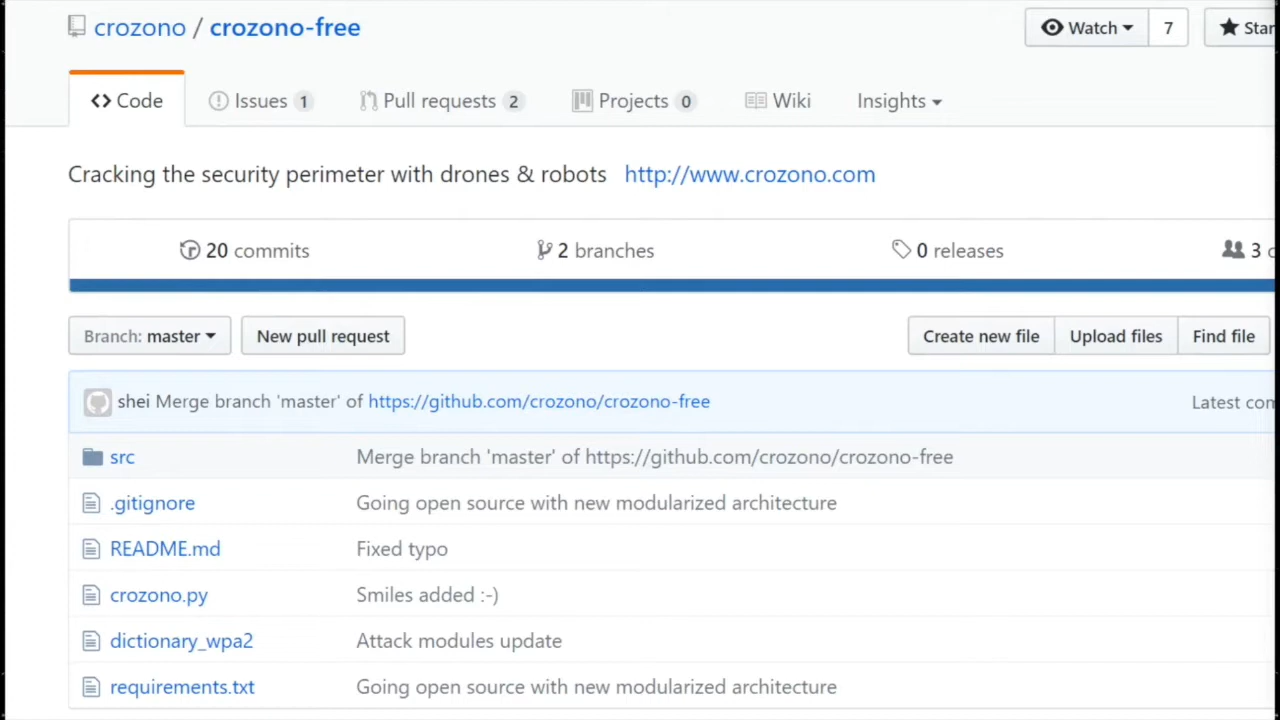 crozono / crozono-free
Watch 7 Star
Code Issues 1 Pull requests 2 Projects 0 Wiki Insights
Cracking the security perimeter with drones & robots http://www.crozono.com
20 commits 2 branches 0 releases 3
Branch: master New pull request Create new file Upload files Find file
shei Merge branch 'master' of https://github.com/crozono/crozono-free Latest com
src Merge branch 'master' of https://github.com/crozono/crozono-free
.gitignore Going open source with new modularized architecture
README.md Fixed typo
crozono.py Smiles added :-)
dictionary_wpa2 Attack modules update
requirements.txt Going open source with new modularized architecture